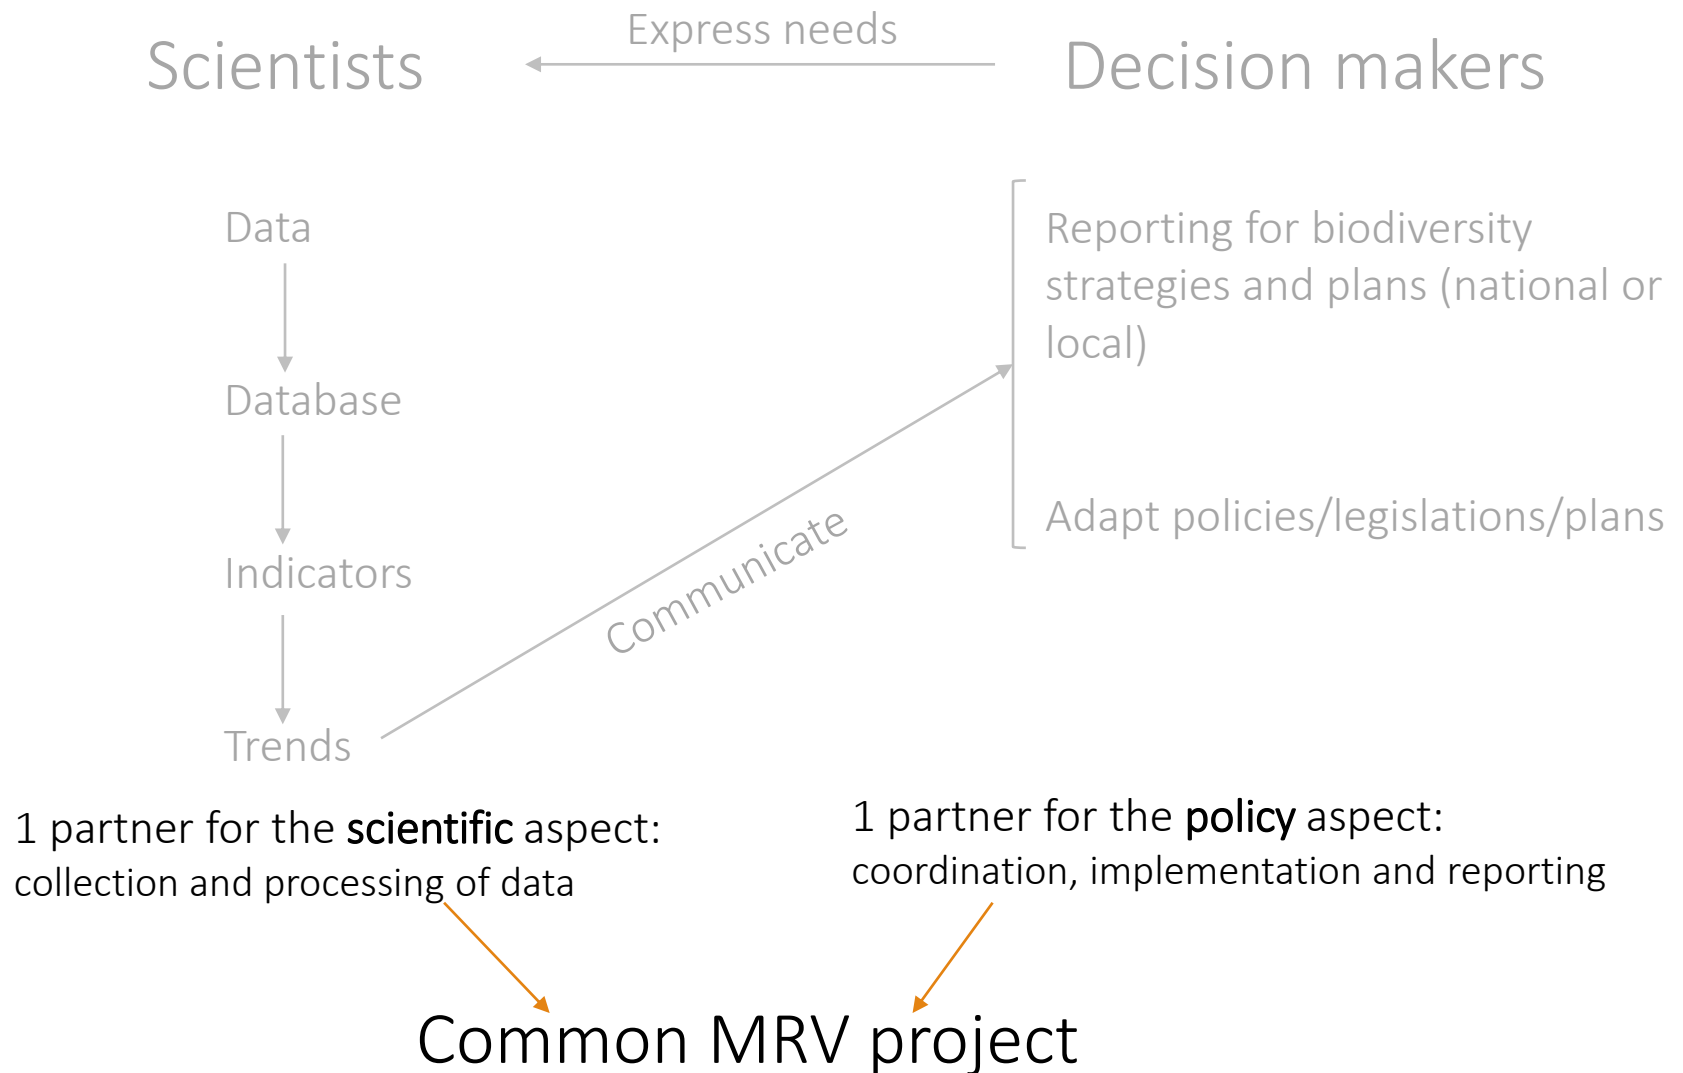 Express needs
Scientists
Decision makers
Data
Database
Indicators
Trends
Communicate
Reporting for biodiversity
strategies and plans (national or
local)
Adapt policies/legislations/plans
1 partner for the scientific aspect:
collection and processing of data
1 partner for the policy aspect:
coordination, implementation and reporting
Common MRV project